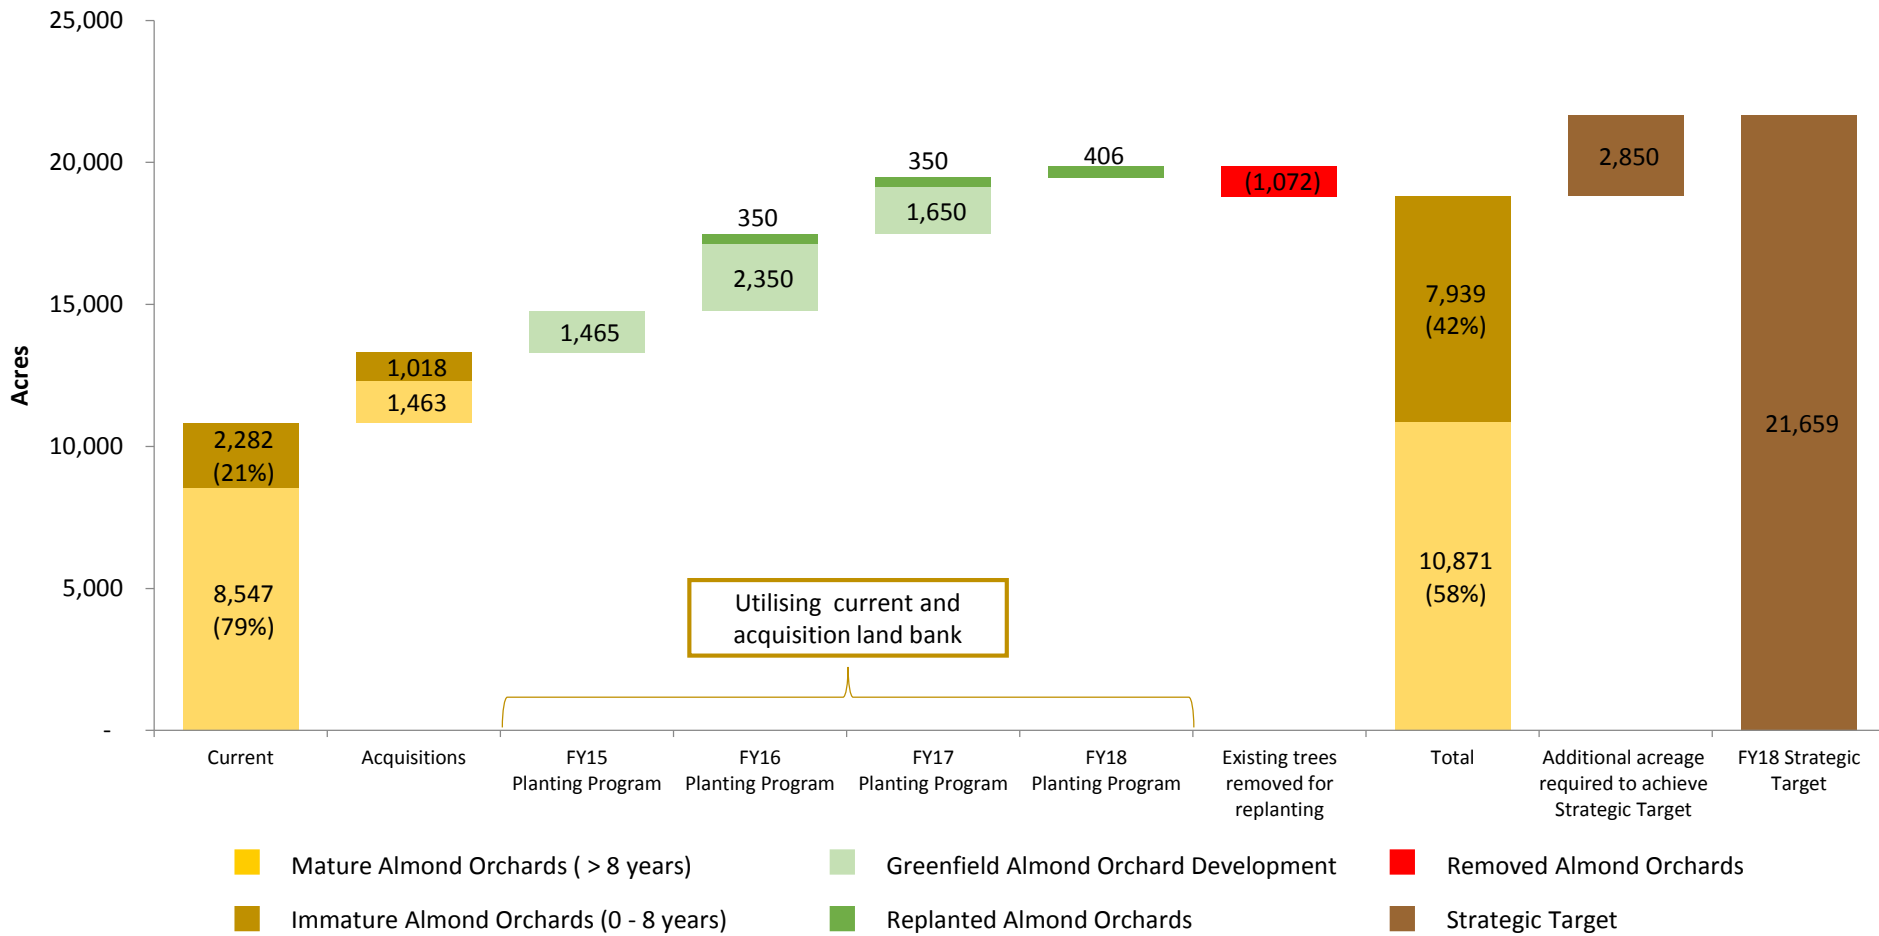 25,000
20,000
15,000
10,000
5,000
-
Acres
2,282
(21%)
8,547
(79%)
1,018
1,463
1,465
350
2,350
350
1,650
406
(1,072)
7,939
(42%)
10,871
(58%)
2,850
21,659
Utilising current and
acquisition land bank
Current
Acquisitions
FY15
Planting Program
FY16
Planting Program
FY17
Planting Program
FY18
Planting Program
Existing trees
removed for
replanting
Total
Additional acreage
required to achieve
Strategic Target
FY18 Strategic
Target
Mature Almond Orchards ( > 8 years)
Greenfield Almond Orchard Development
Removed Almond Orchards
Immature Almond Orchards (0 - 8 years)
Replanted Almond Orchards
Strategic Target